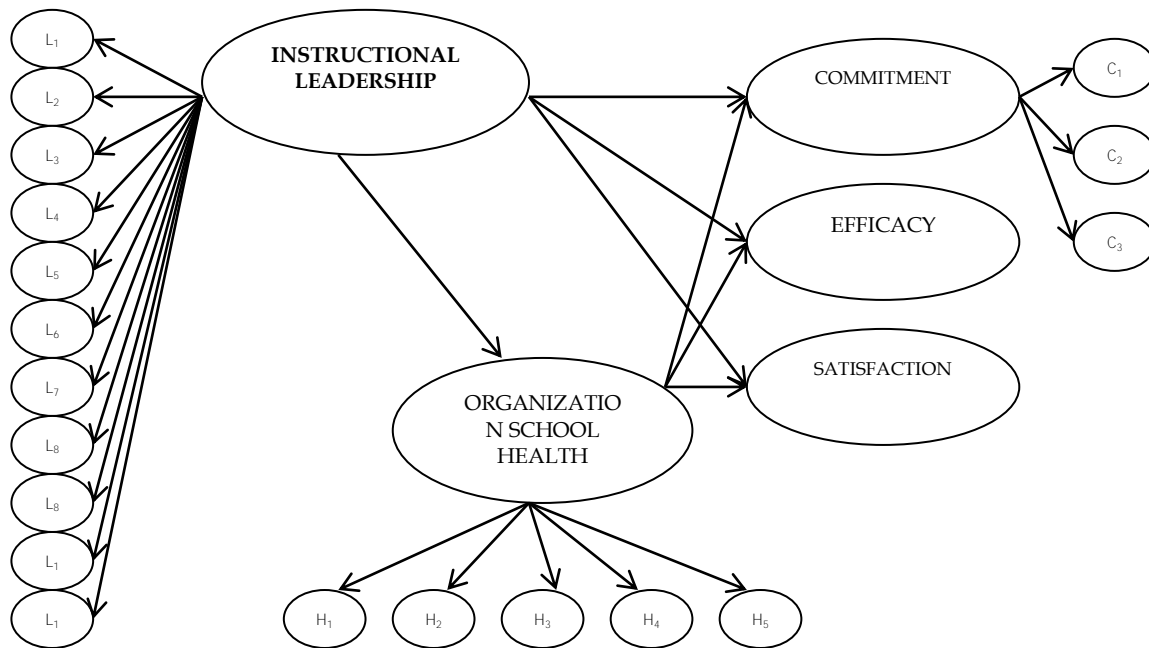 L₁
L₂
L₃
L₄
L₅
L₆
L₇
L₈
L₈
L₁
L₁
INSTRUCTIONAL
LEADERSHIP
COMMITMENT
C₁
C₂
C₃
EFFICACY
SATISFACTION
ORGANIZATIO
N SCHOOL
HEALTH
H₁
H₂
H₃
H₄
H₅